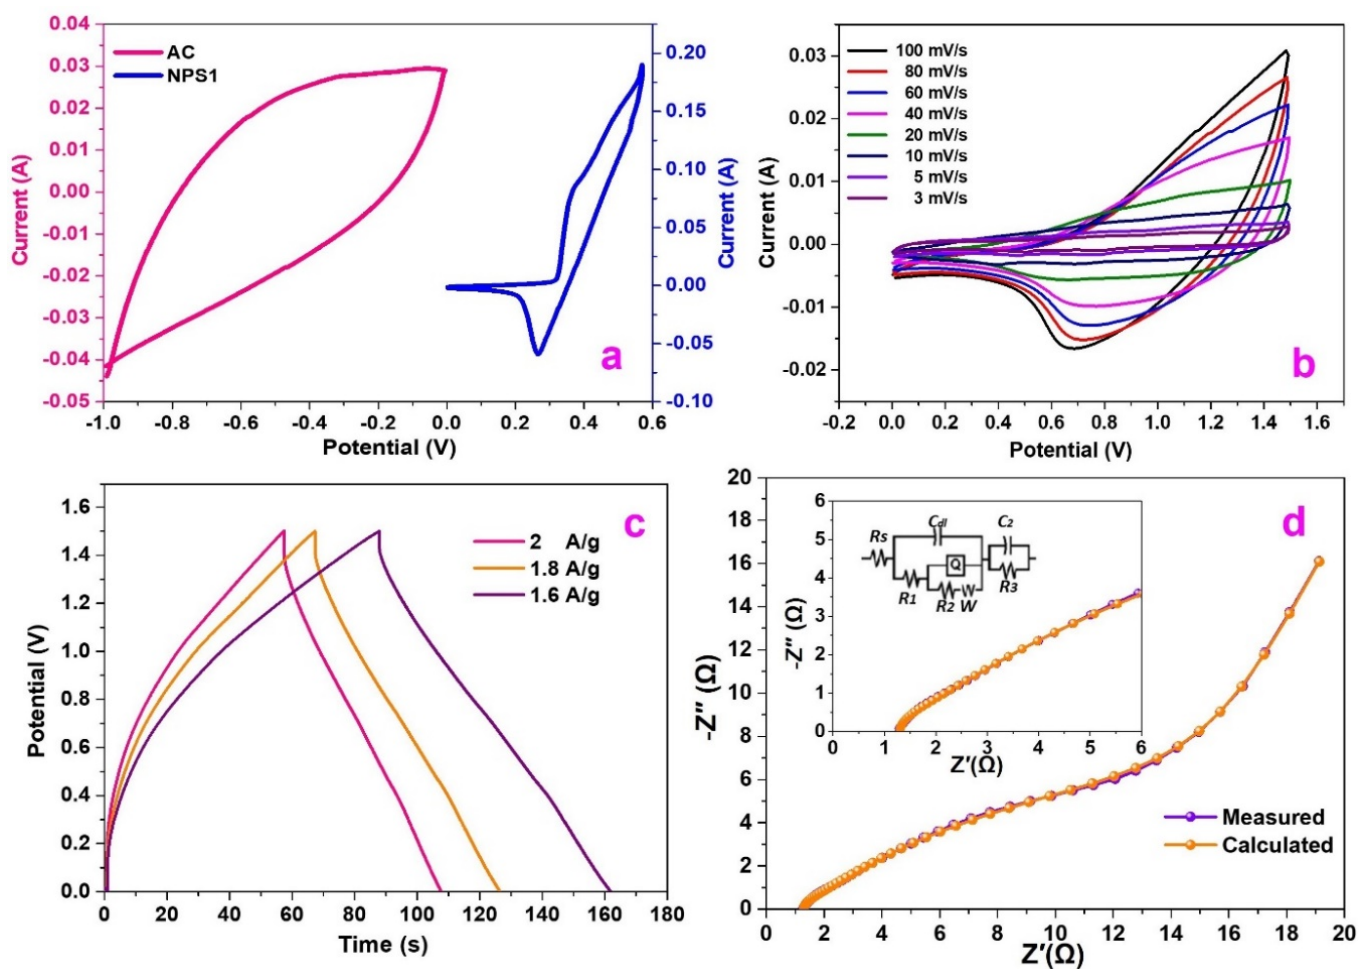 0.04
0.03
0.02
0.01
0.00
-0.01
-0.02
-0.03
-0.04
-0.05
Current (A)
AC
NPS1
0.20
0.15
0.10
0.05
0.00
-0.05
-0.10
Current (A)
a
-1.0 -0.8 -0.6 -0.4 -0.2 0.0 0.2 0.4 0.6
Potential (V)
0.03
0.02
0.01
0.00
-0.01
-0.02
Current (A)
100 mV/s
80 mV/s
60 mV/s
40 mV/s
20 mV/s
10 mV/s
5 mV/s
3 mV/s
b
-0.2 0.0 0.2 0.4 0.6 0.8 1.0 1.2 1.4 1.6
Potential (V)
1.6
1.4
1.2
1.0
0.8
0.6
0.4
0.2
0.0
Potential (V)
c
2 A/g
1.8 A/g
1.6 A/g
0 20 40 60 80 100 120 140 160 180
Time (s)
20
18
16
14
12
10
8
6
4
2
0
-Z″ (Ω)
d
6
5
4
3
2
1
0
-Z″ (Ω)
Rs
Cdl
C2
Q
R1
R2 W
R3
0 1 2 3 4 5 6
Z′(Ω)
Measured
Calculated
0 2 4 6 8 10 12 14 16 18 20
Z′(Ω)